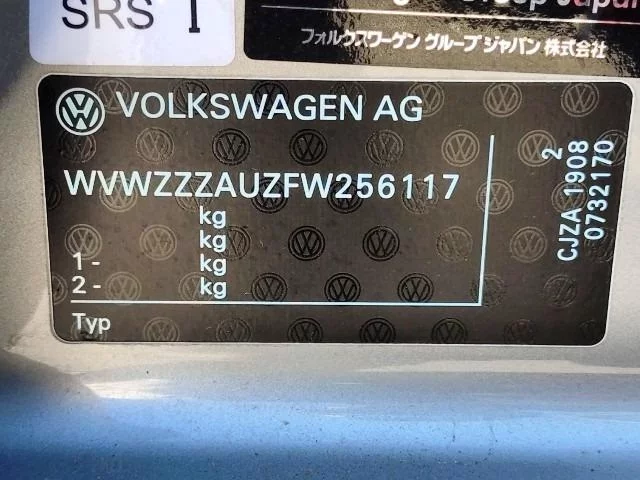 SRS I
Japan
フォルクスワーゲン グループ ジャパン 株式会社
VOLKSWAGEN AG
WVWZZZAUZFW256117
kg
kg
1 - kg
2 - kg
Typ
2
CJZA 1908
0732170